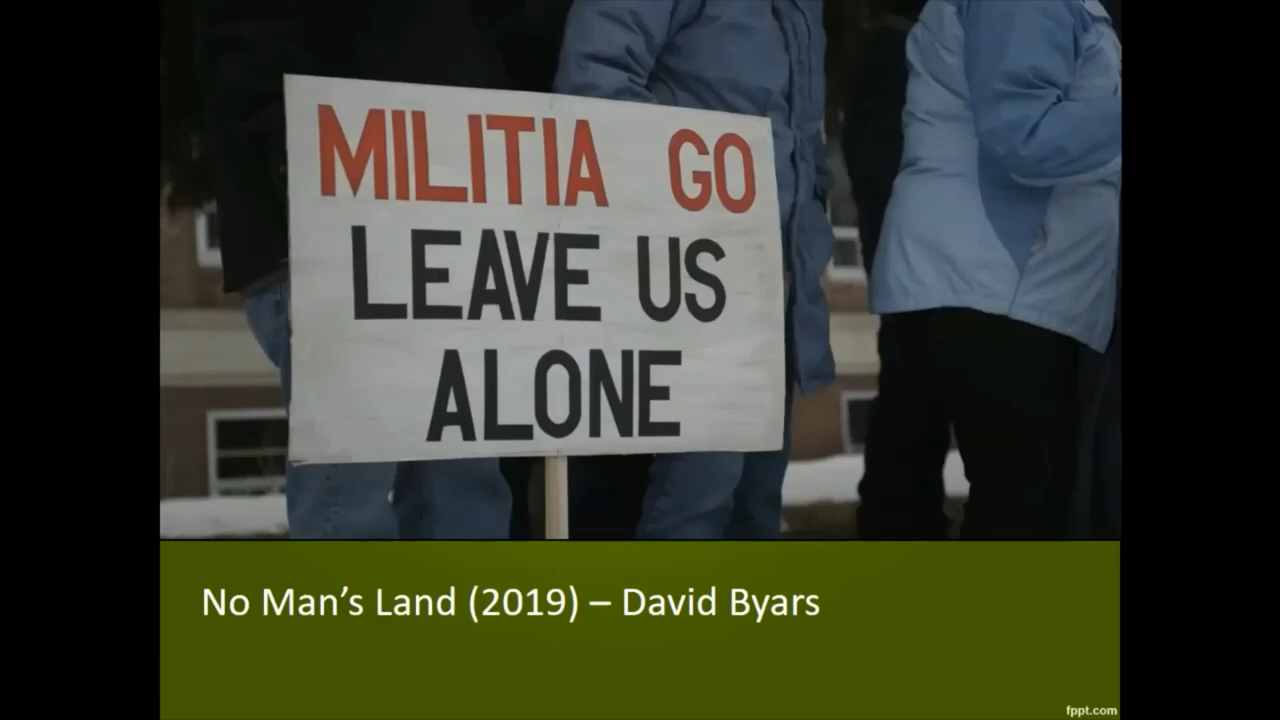 MILITIA GO
LEAVE US
ALONE
No Man’s Land (2019) – David Byars
fppt.com